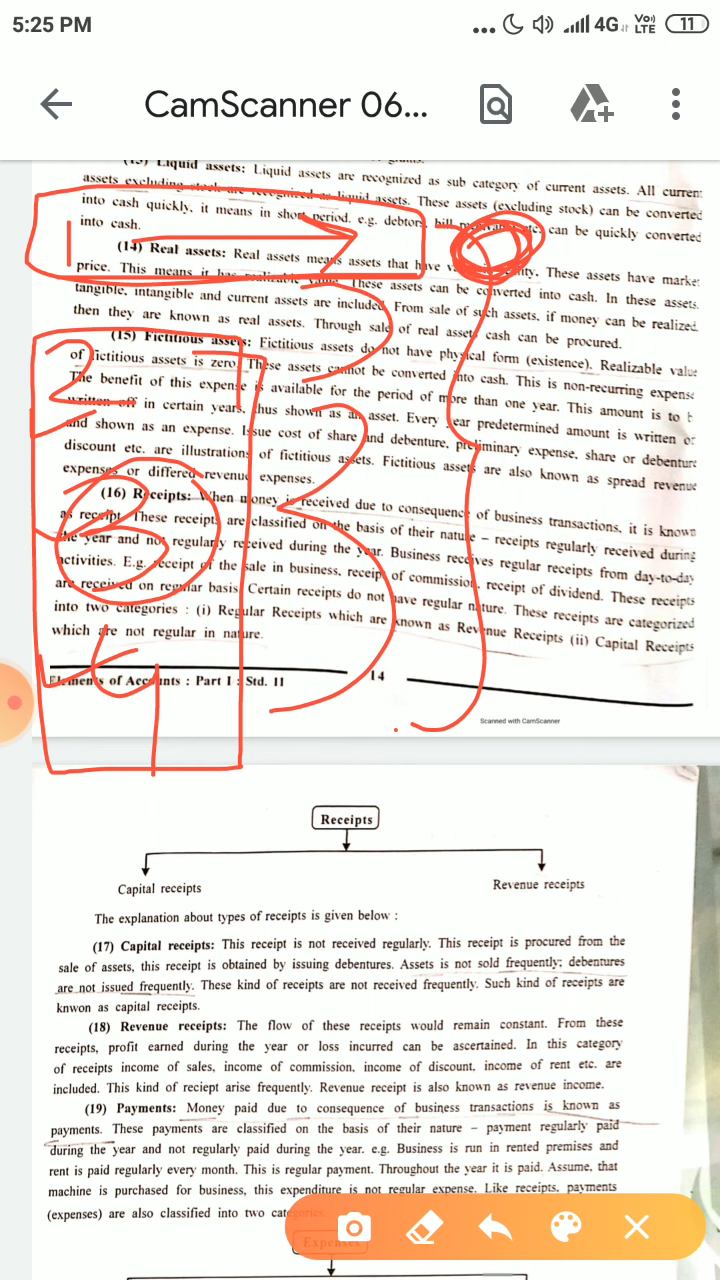 5:25 PM
... 4G Vo)) LTE 11
CamScanner 06...
(13) Liquid assets: Liquid assets are recognized as sub category of current assets. All current
assets excluding stock are recognized as liquid assets. These assets (excluding stock) can be converted
into cash quickly, it means in short period. e.g. debtors, bill etc. can be quickly converted
into cash.
(14) Real assets: Real assets means assets that have These assets have market
price. This means it has realizable value. These assets can be converted into cash. In these assets,
tangible, intangible and current assets are included. From sale of such assets, if money can be realized,
then they are known as real assets. Through sale of real assets cash can be procured.
(15) Fictitious assets: Fictitious assets do not have physical form (existence). Realizable value
of fictitious assets is zero. These assets cannot be converted into cash. This is non-recurring expense
The benefit of this expense is available for the period of more than one year. This amount is to b
written-off in certain years, thus shown as an asset. Every year predetermined amount is written of
and shown as an expense. Issue cost of share and debenture, preliminary expense, share or debenture
discount etc. are illustrations of fictitious assets. Fictitious assets are also known as spread revenue
expenses or differed revenue expenses.
(16) Receipts: When money is received due to consequence of business transactions, it is known
as receipt. These receipts are classified on the basis of their nature – receipts regularly received during
the year and not regularly received during the year. Business receives regular receipts from day-to-day
activities. E.g. receipt of the sale in business, receipt of commission, receipt of dividend. These receipts
are received on regular basis. Certain receipts do not have regular nature. These receipts are categorized
into two categories : (i) Regular Receipts which are known as Revenue Receipts (ii) Capital Receipts
which are not regular in nature.
Elements of Accounts : Part I : Std. 11
14
Scanned with CamScanner
1
2
3
4
Receipts
Capital receipts
Revenue receipts
The explanation about types of receipts is given below :
(17) Capital receipts: This receipt is not received regularly. This receipt is procured from the
sale of assets, this receipt is obtained by issuing debentures. Assets is not sold frequently; debentures
are not issued frequently. These kind of receipts are not received frequently. Such kind of receipts are
knwon as capital receipts.
(18) Revenue receipts: The flow of these receipts would remain constant. From these
receipts, profit earned during the year or loss incurred can be ascertained. In this category
of receipts income of sales, income of commission, income of discount, income of rent etc. are
included. This kind of reciept arise frequently. Revenue receipt is also known as revenue income.
(19) Payments: Money paid due to consequence of business transactions is known as
payments. These payments are classified on the basis of their nature – payment regularly paid
during the year and not regularly paid during the year. e.g. Business is run in rented premises and
rent is paid regularly every month. This is regular payment. Throughout the year it is paid. Assume, that
machine is purchased for business, this expenditure is not regular expense. Like receipts, payments
(expenses) are also classified into two categories.
Expenses